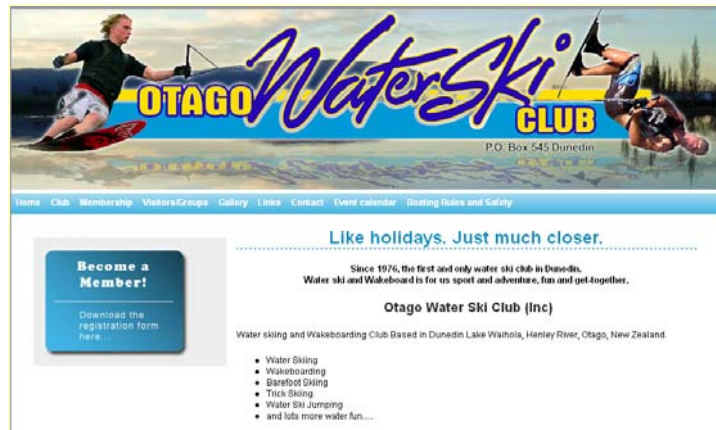 OTAGO Water Ski CLUB
P.O. Box 545 Dunedin
Home Club Membership Visitors/Groups Gallery Links Contact Event calendar Boating Rules and Safety
Like holidays. Just much closer.
Become a
Member!
Download the
registration form
here...
Since 1976, the first and only water ski club in Dunedin.
Water ski and Wakeboard is for us sport and adventure, fun and get-together.
Otago Water Ski Club (Inc)
Water skiing and Wakeboarding Club Based in Dunedin Lake Waihola, Henley River, Otago, New Zealand.
• Water Skiing
• Wakeboarding
• Barefoot Skiing
• Trick Skiing
• Water Ski Jumping
• and lots more water fun....